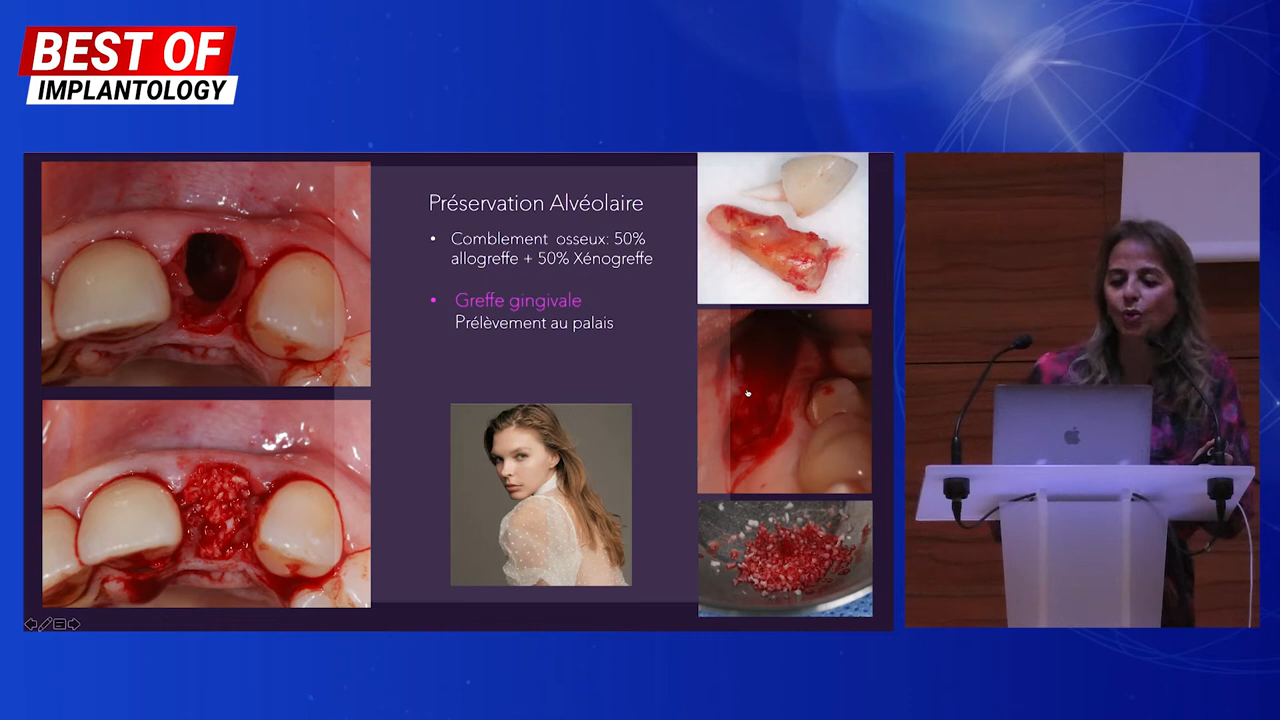 BEST OF
IMPLANTOLOGY
Préservation Alvéolaire
• Comblement osseux: 50%
allogreffe + 50% Xénogreffe
• Greffe gingivale
Prélèvement au palais